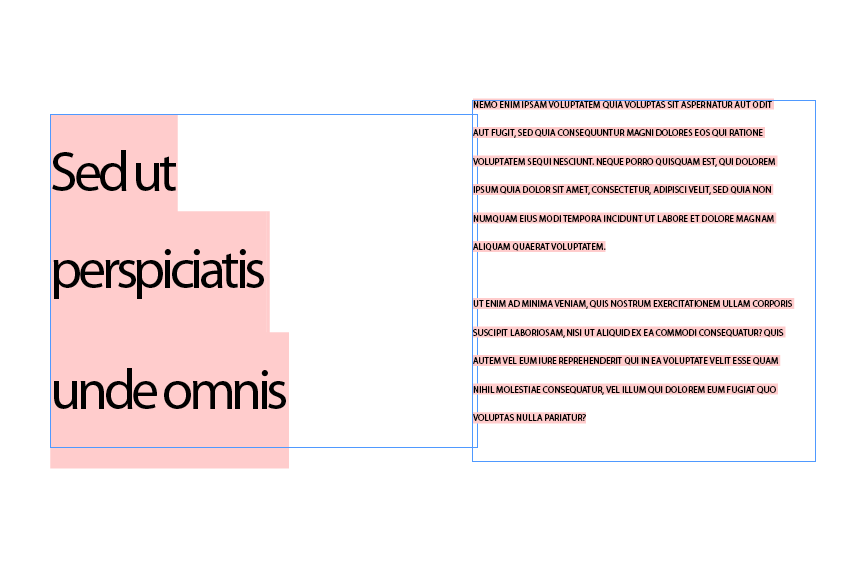 Sed ut
perspiciatis
unde omnis
NEMO ENIM IPSAM VOLUPTATEM QUIA VOLUPTAS SIT ASPERNATUR AUT ODIT
AUT FUGIT, SED QUIA CONSEQUUNTUR MAGNI DOLORES EOS QUI RATIONE
VOLUPTATEM SEQUI NESCIUNT. NEQUE PORRO QUISQUAM EST, QUI DOLOREM
IPSUM QUIA DOLOR SIT AMET, CONSECTETUR, ADIPISCI VELIT, SED QUIA NON
NUMQUAM EIUS MODI TEMPORA INCIDUNT UT LABORE ET DOLORE MAGNAM
ALIQUAM QUAERAT VOLUPTATEM.
UT ENIM AD MINIMA VENIAM, QUIS NOSTRUM EXERCITATIONEM ULLAM CORPORIS
SUSCIPIT LABORIOSAM, NISI UT ALIQUID EX EA COMMODI CONSEQUATUR? QUIS
AUTEM VEL EUM IURE REPREHENDERIT QUI IN EA VOLUPTATE VELIT ESSE QUAM
NIHIL MOLESTIAE CONSEQUATUR, VEL ILLUM QUI DOLOREM EUM FUGIAT QUO
VOLUPTAS NULLA PARIATUR?